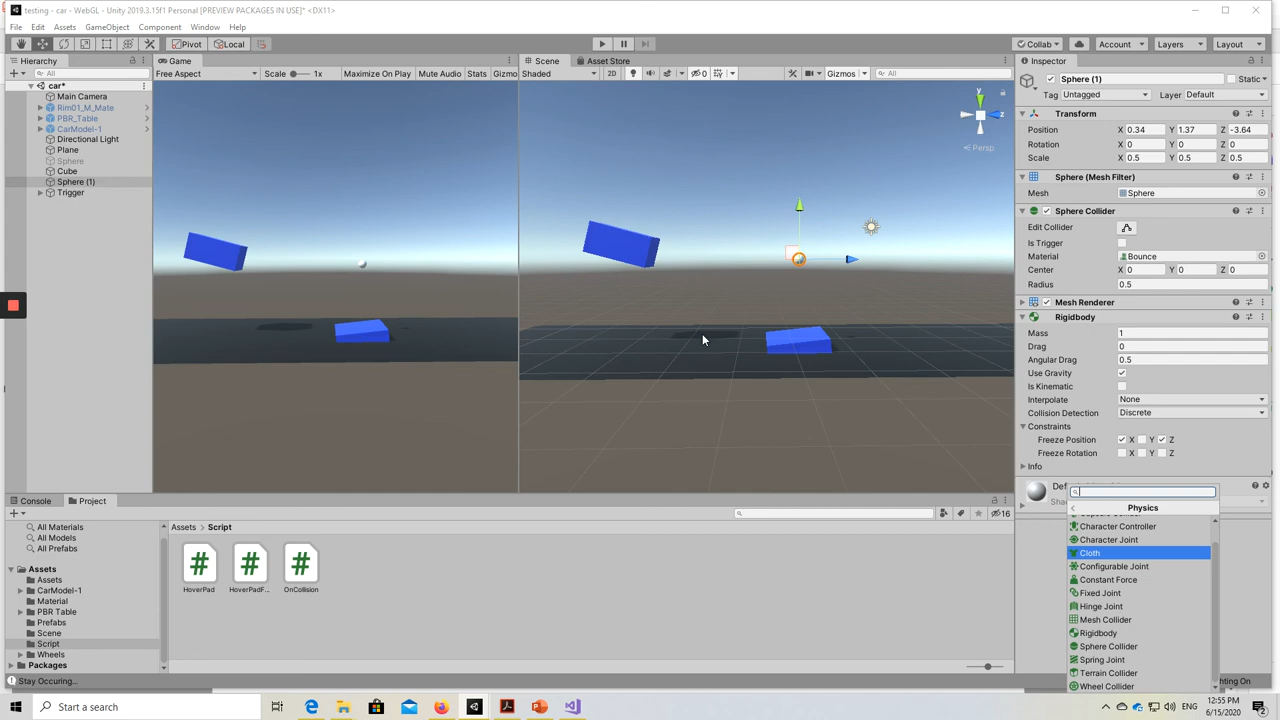 testing - car - WebGL - Unity 2019.3.15f1 Personal [PREVIEW PACKAGES IN USE]* <DX11>
File Edit Assets GameObject Component Window Help
Pivot Local Collab Account Layers Layout
Hierarchy Game Scene Asset Store Inspector
All Free Aspect Scale 1x Maximize On Play Mute Audio Stats Gizmo Shaded 2D 0 Gizmos All Sphere (1) Static
car*
Main Camera
Rim01_M_Mate
PBR_Table
CarModel-1
Directional Light
Plane
Sphere
Cube
Sphere (1)
Trigger
y
z
Persp
Tag Untagged Layer Default
Transform
Position X 0.34 Y 1.37 Z -3.64
Rotation X 0 Y 0 Z 0
Scale X 0.5 Y 0.5 Z 0.5
Sphere (Mesh Filter)
Mesh Sphere
Sphere Collider
Edit Collider
Is Trigger
Material Bounce
Center X 0 Y 0 Z 0
Radius 0.5
Mesh Renderer
Rigidbody
Mass 1
Drag 0
Angular Drag 0.5
Use Gravity
Is Kinematic
Interpolate None
Collision Detection Discrete
Constraints
Freeze Position X Y Z
Freeze Rotation X Y Z
Info
Physics
Character Controller
Character Joint
Cloth
Configurable Joint
Constant Force
Fixed Joint
Hinge Joint
Mesh Collider
Rigidbody
Sphere Collider
Spring Joint
Terrain Collider
Wheel Collider
Console Project
16
All Materials
All Models
All Prefabs
Assets
Assets
CarModel-1
Material
PBR Table
Prefabs
Scene
Script
Wheels
Packages
Assets > Script
# # #
HoverPad HoverPadF... OnCollision
Stay Occuring...
Start a search
ENG
12:55 PM
6/15/2020
2